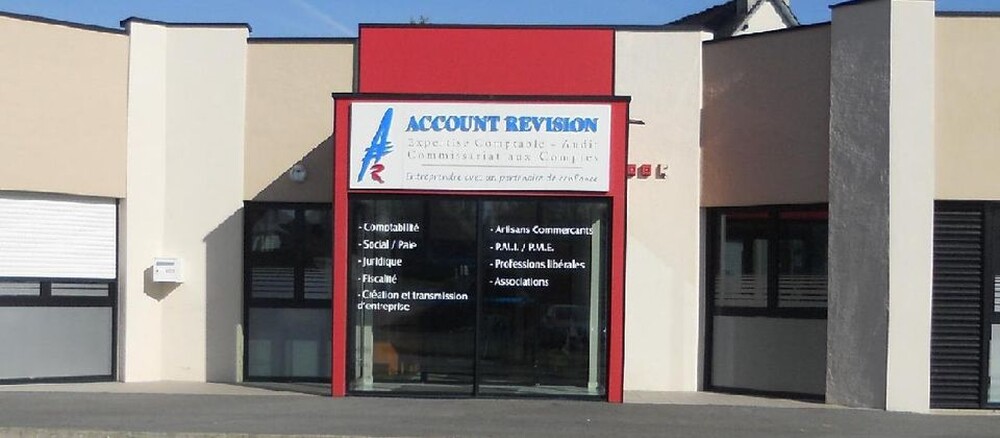 AR
ACCOUNT REVISION
Expertise Comptable - Audit
Commissariat aux Comptes
Entreprendre avec un partenaire de confiance
- Comptabilité
- Social / Paie
- Juridique
- Fiscalité
- Création et transmission
d'entreprise
- Artisans Commerçants
- P.M.I. / P.M.E.
- Professions libérales
- Associations